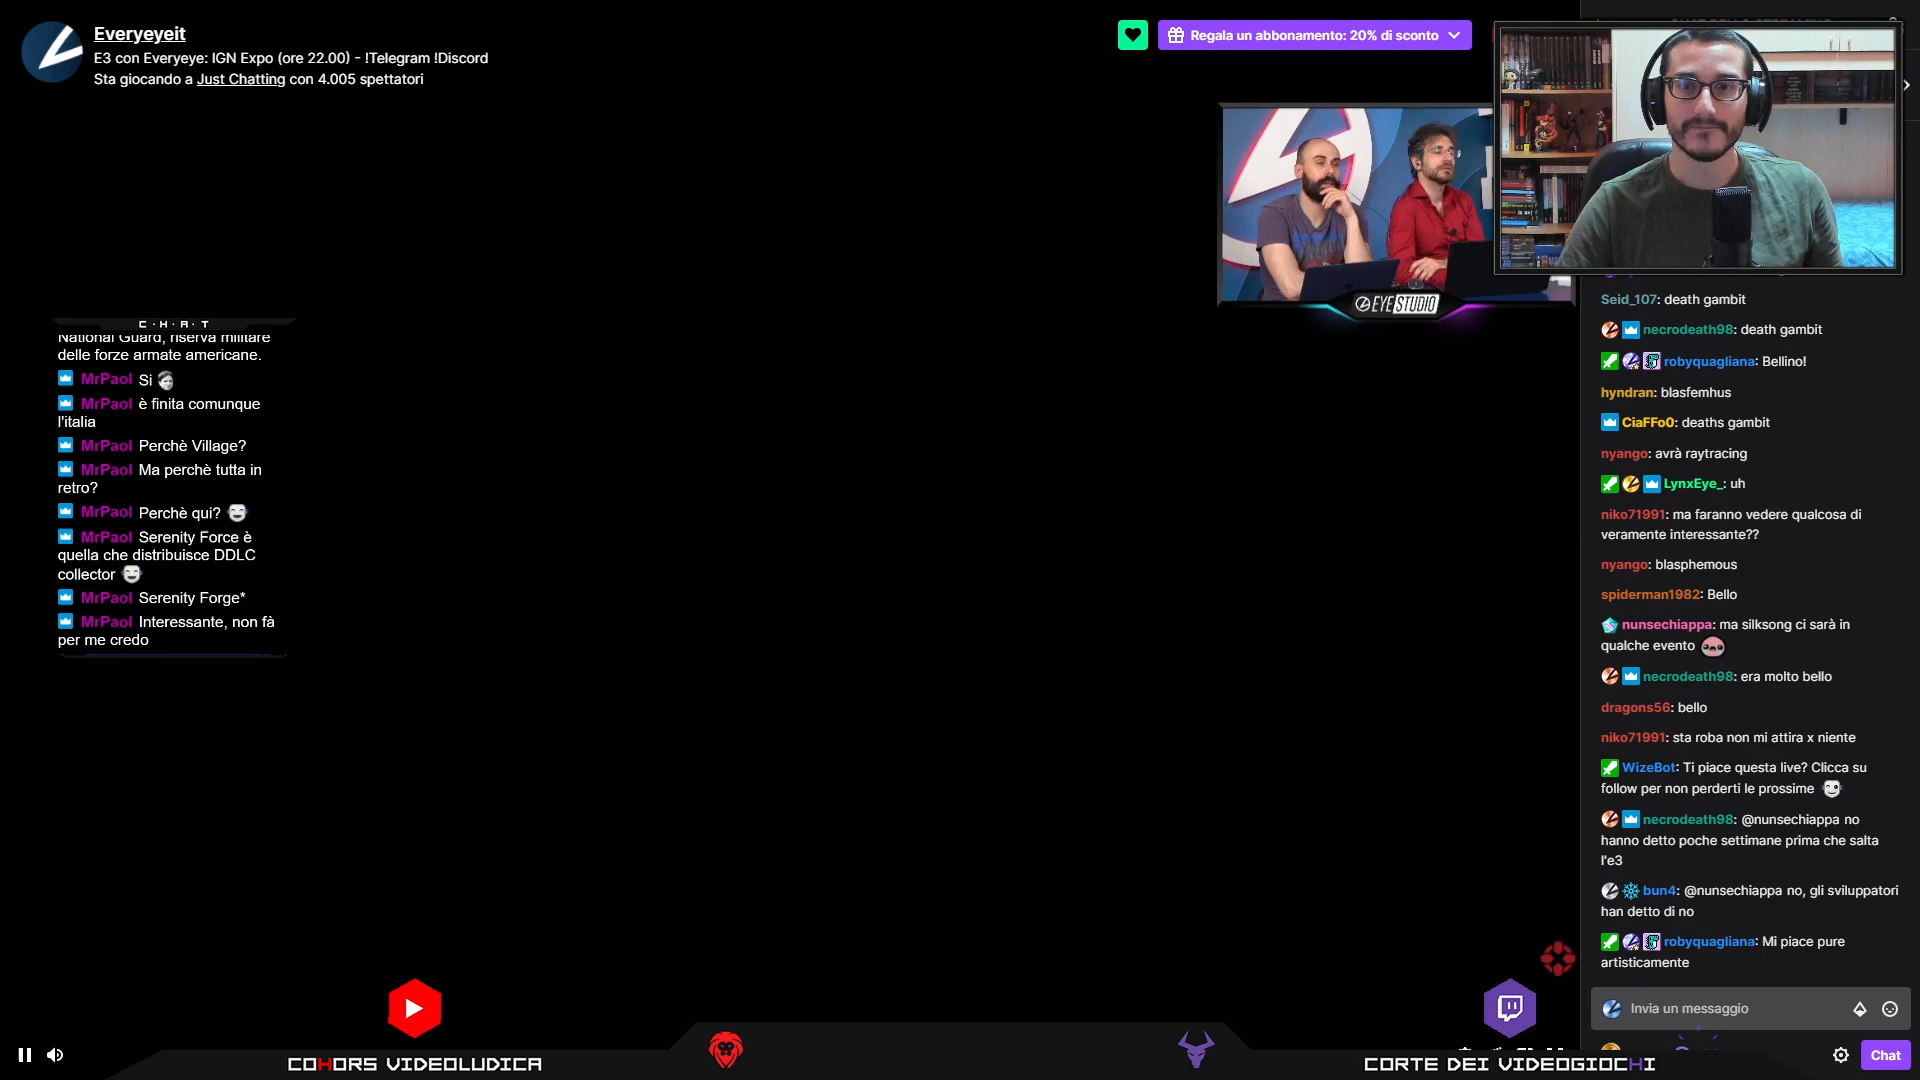 Everyeyeit
E3 con Everyeye: IGN Expo (ore 22.00) - !Telegram !Discord
Sta giocando a Just Chatting con 4.005 spettatori
Regala un abbonamento: 20% di sconto
EYE STUDIO
C·H·A·T
National Guard, riserva militare
delle forze armate americane.
MrPaol Si
MrPaol è finita comunque
l'italia
MrPaol Perchè Village?
MrPaol Ma perchè tutta in
retro?
MrPaol Perchè qui?
MrPaol Serenity Force è
quella che distribuisce DDLC
collector
MrPaol Serenity Forge*
MrPaol Interessante, non fà
per me credo
Seid_107: death gambit
necrodeath98: death gambit
robyquagliana: Bellino!
hyndran: blasfemhus
CiaFFo0: deaths gambit
nyango: avrà raytracing
LynxEye_: uh
niko71991: ma faranno vedere qualcosa di
veramente interessante??
nyango: blasphemous
spiderman1982: Bello
nunsechiappa: ma silksong ci sarà in
qualche evento
necrodeath98: era molto bello
dragons56: bello
niko71991: sta roba non mi attira x niente
WizeBot: Ti piace questa live? Clicca su
follow per non perderti le prossime
necrodeath98: @nunsechiappa no
hanno detto poche settimane prima che salta
l'e3
bun4: @nunsechiappa no, gli sviluppatori
han detto di no
robyquagliana: Mi piace pure
artisticamente
Invia un messaggio
Chat
COHORS VIDEOLUDICA
CORTE DEI VIDEOGIOCHI